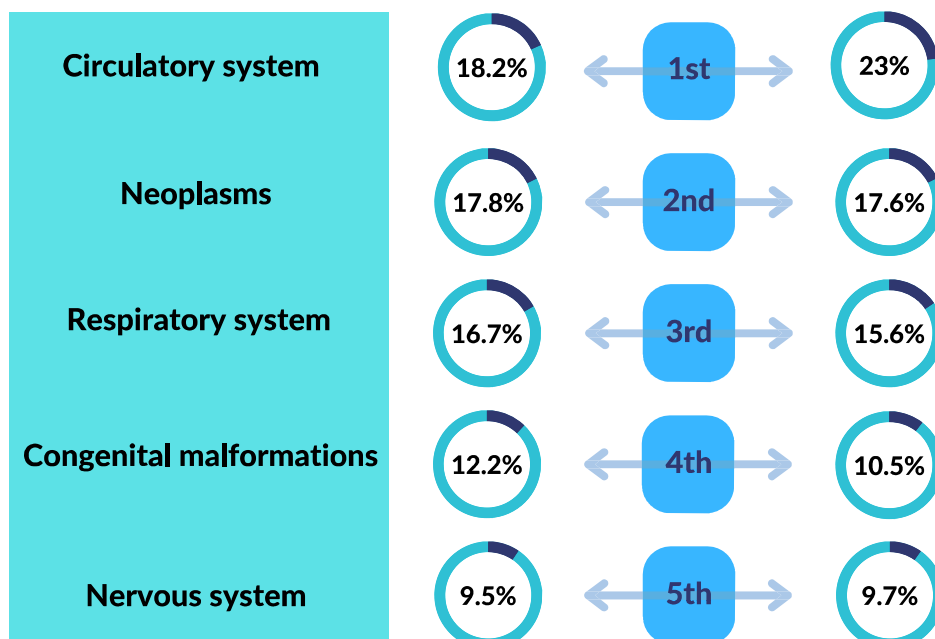 Circulatory system
18.2%
1st
23%
Neoplasms
17.8%
2nd
17.6%
Respiratory system
16.7%
3rd
15.6%
Congenital malformations
12.2%
4th
10.5%
Nervous system
9.5%
5th
9.7%